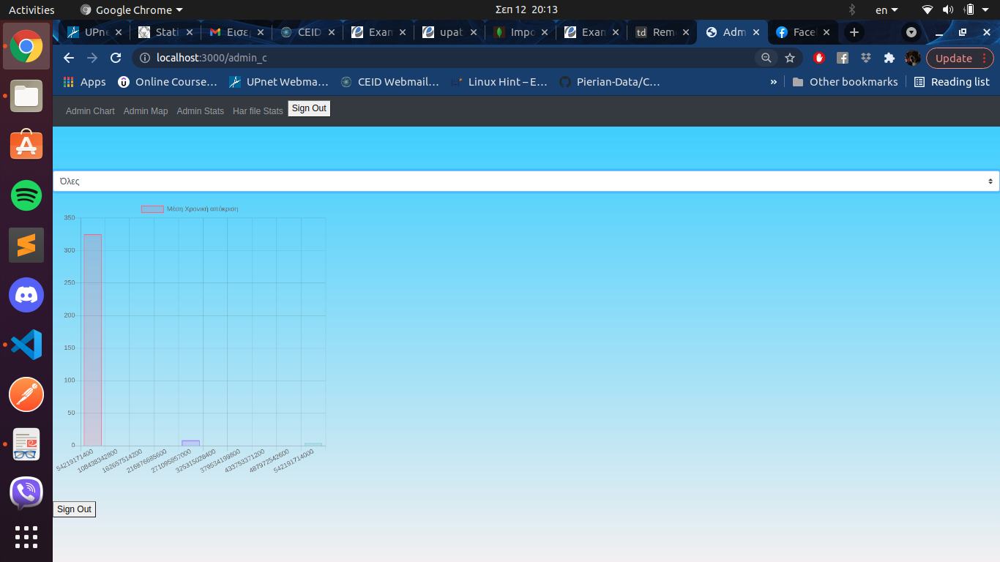 Activities
Google Chrome
Σεπ 12 20:13
en
UPne
Stati
Εισερ
CEID
Exam
upat
Impo
Exan
Rem
Adm
Facel
localhost:3000/admin_c
Update
Apps
Online Course…
UPnet Webma…
CEID Webmail…
Linux Hint – E…
Pierian-Data/C…
»
Other bookmarks
Reading list
Admin Chart
Admin Map
Admin Stats
Har file Stats
Sign Out
Όλες
Μέση Χρονική απόκριση
350
300
250
200
150
100
50
0
54219171400
108438342800
162657514200
216876685600
271095857000
325315028400
379534199800
433753371200
487972542600
542191714000
Sign Out